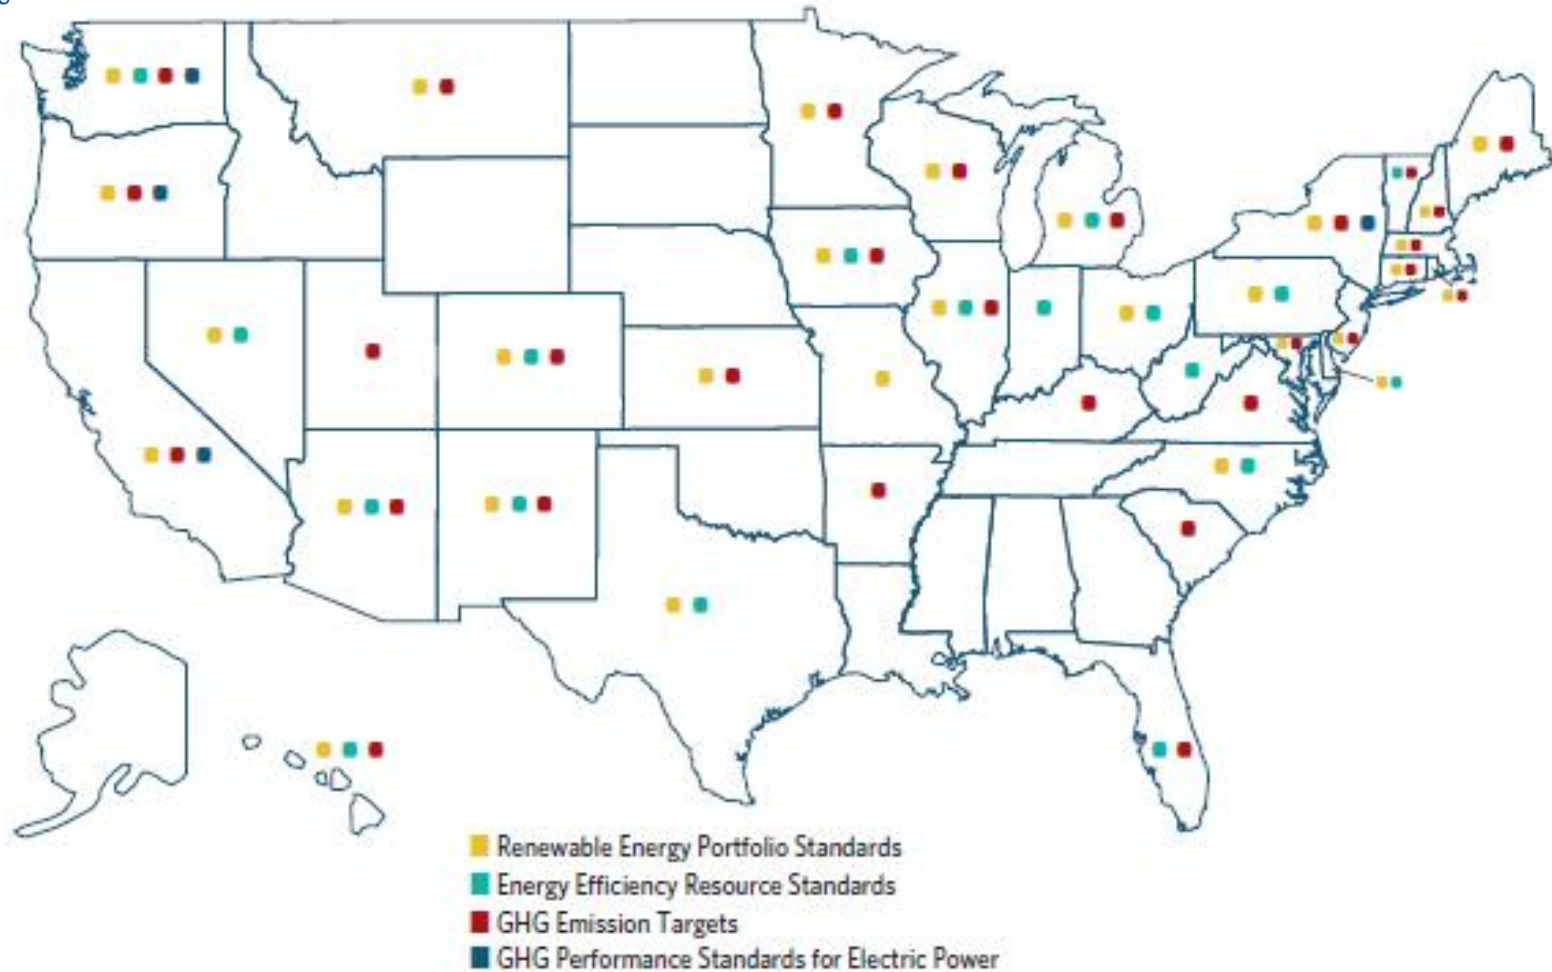 Renewable Energy Portfolio Standards
Energy Efficiency Resource Standards
GHG Emission Targets
GHG Performance Standards for Electric Power